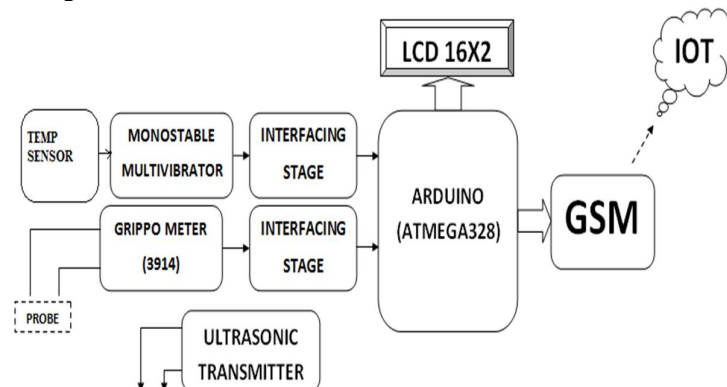 LCD 16X2
IOT
TEMP
SENSOR
MONOSTABLE
MULTIVIBRATOR
INTERFACING
STAGE
ARDUINO
(ATMEGA328)
GSM
GRIPPO METER
(3914)
INTERFACING
STAGE
PROBE
ULTRASONIC
TRANSMITTER